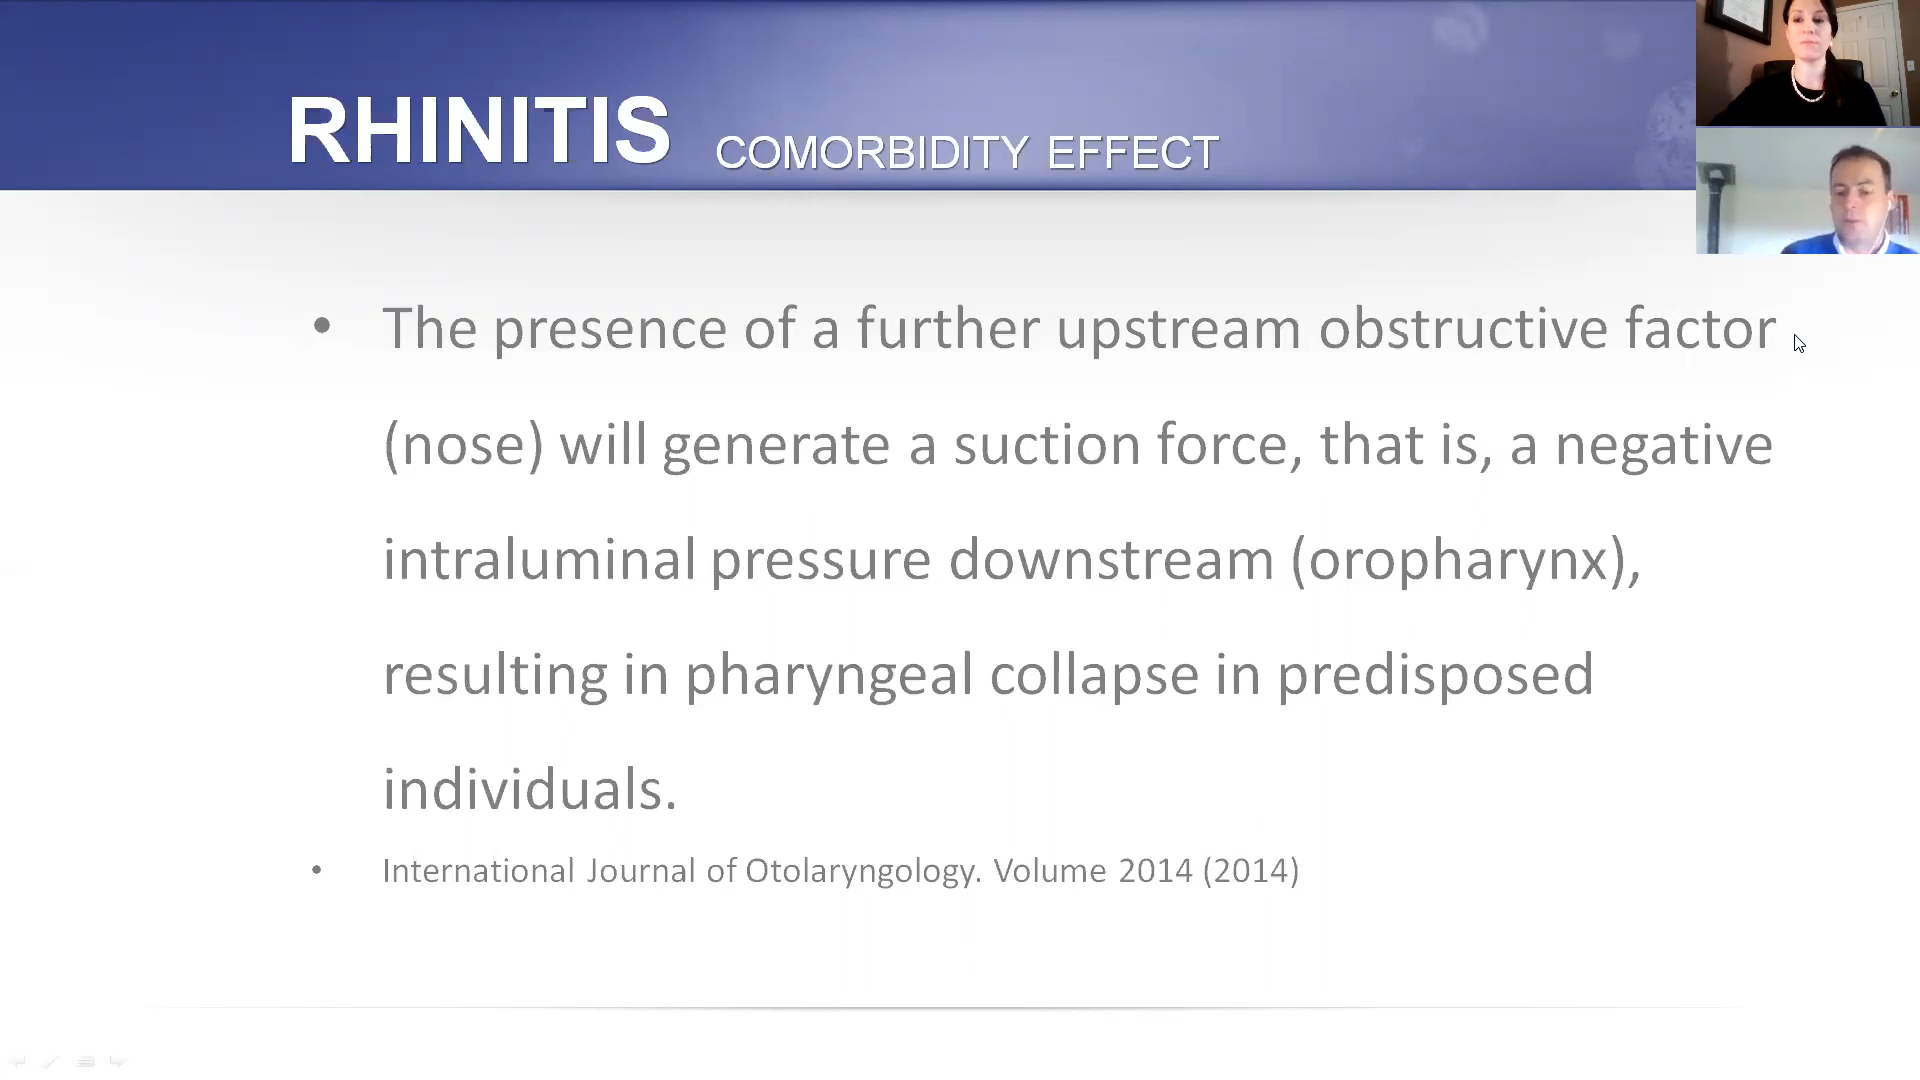 RHINITIS COMORBIDITY EFFECT
• The presence of a further upstream obstructive factor
(nose) will generate a suction force, that is, a negative
intraluminal pressure downstream (oropharynx),
resulting in pharyngeal collapse in predisposed
individuals.
• International Journal of Otolaryngology. Volume 2014 (2014)